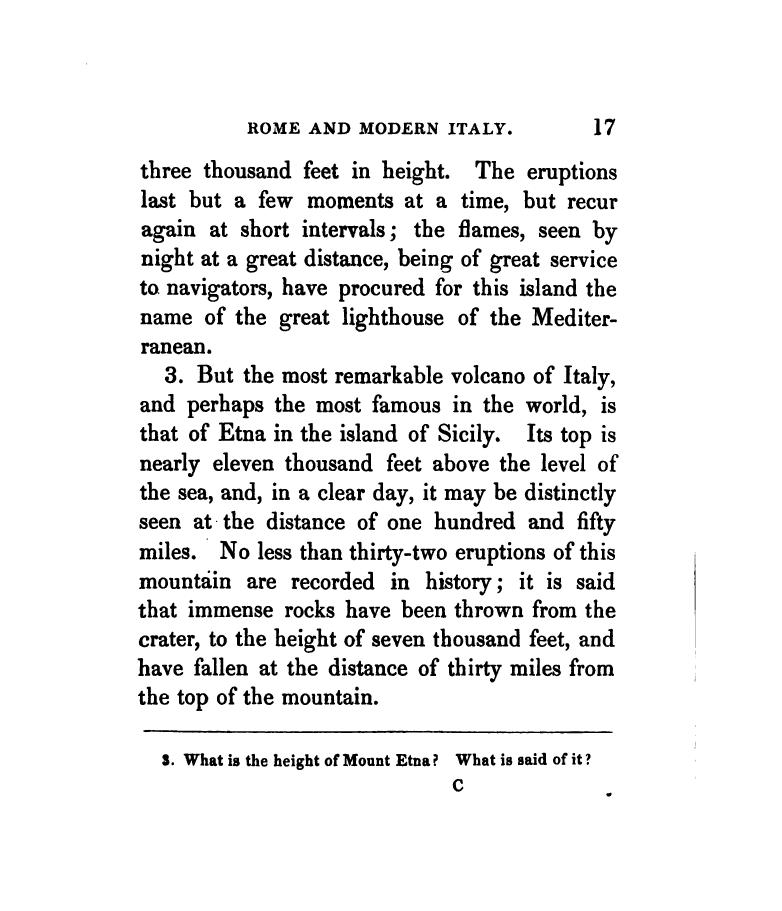 ROME AND MODERN ITALY. 17
three thousand feet in height. The eruptions
last but a few moments at a time, but recur
again at short intervals; the flames, seen by
night at a great distance, being of great service
to navigators, have procured for this island the
name of the great lighthouse of the Mediter-
ranean.
3. But the most remarkable volcano of Italy,
and perhaps the most famous in the world, is
that of Etna in the island of Sicily. Its top is
nearly eleven thousand feet above the level of
the sea, and, in a clear day, it may be distinctly
seen at the distance of one hundred and fifty
miles. No less than thirty-two eruptions of this
mountain are recorded in history; it is said
that immense rocks have been thrown from the
crater, to the height of seven thousand feet, and
have fallen at the distance of thirty miles from
the top of the mountain.
3. What is the height of Mount Etna? What is said of it?
C